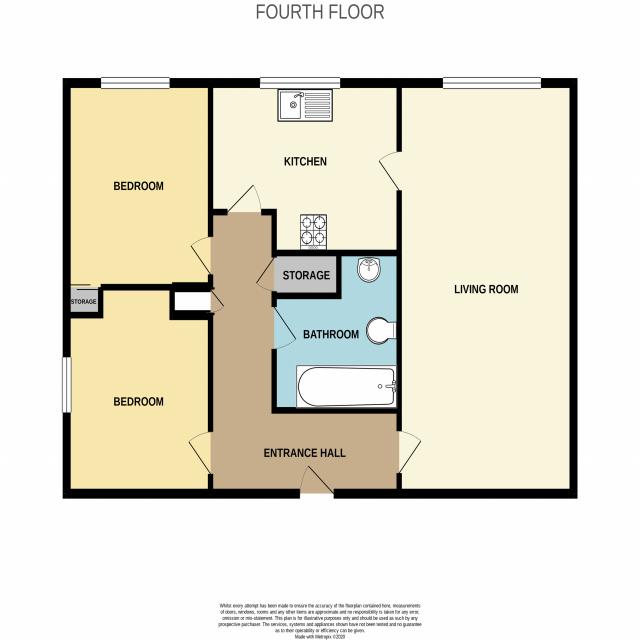 FOURTH FLOOR
KITCHEN
BEDROOM
STORAGE
LIVING ROOM
STORAGE
BATHROOM
BEDROOM
ENTRANCE HALL
Whilst every attempt has been made to ensure the accuracy of the floorplan contained here, measurements
of doors, windows, rooms and any other items are approximate and no responsibility is taken for any error,
omission or mis-statement. This plan is for illustrative purposes only and should be used as such by any
prospective purchaser. The services, systems and appliances shown have not been tested and no guarantee
as to their operability or efficiency can be given.
Made with Metropix ©2020